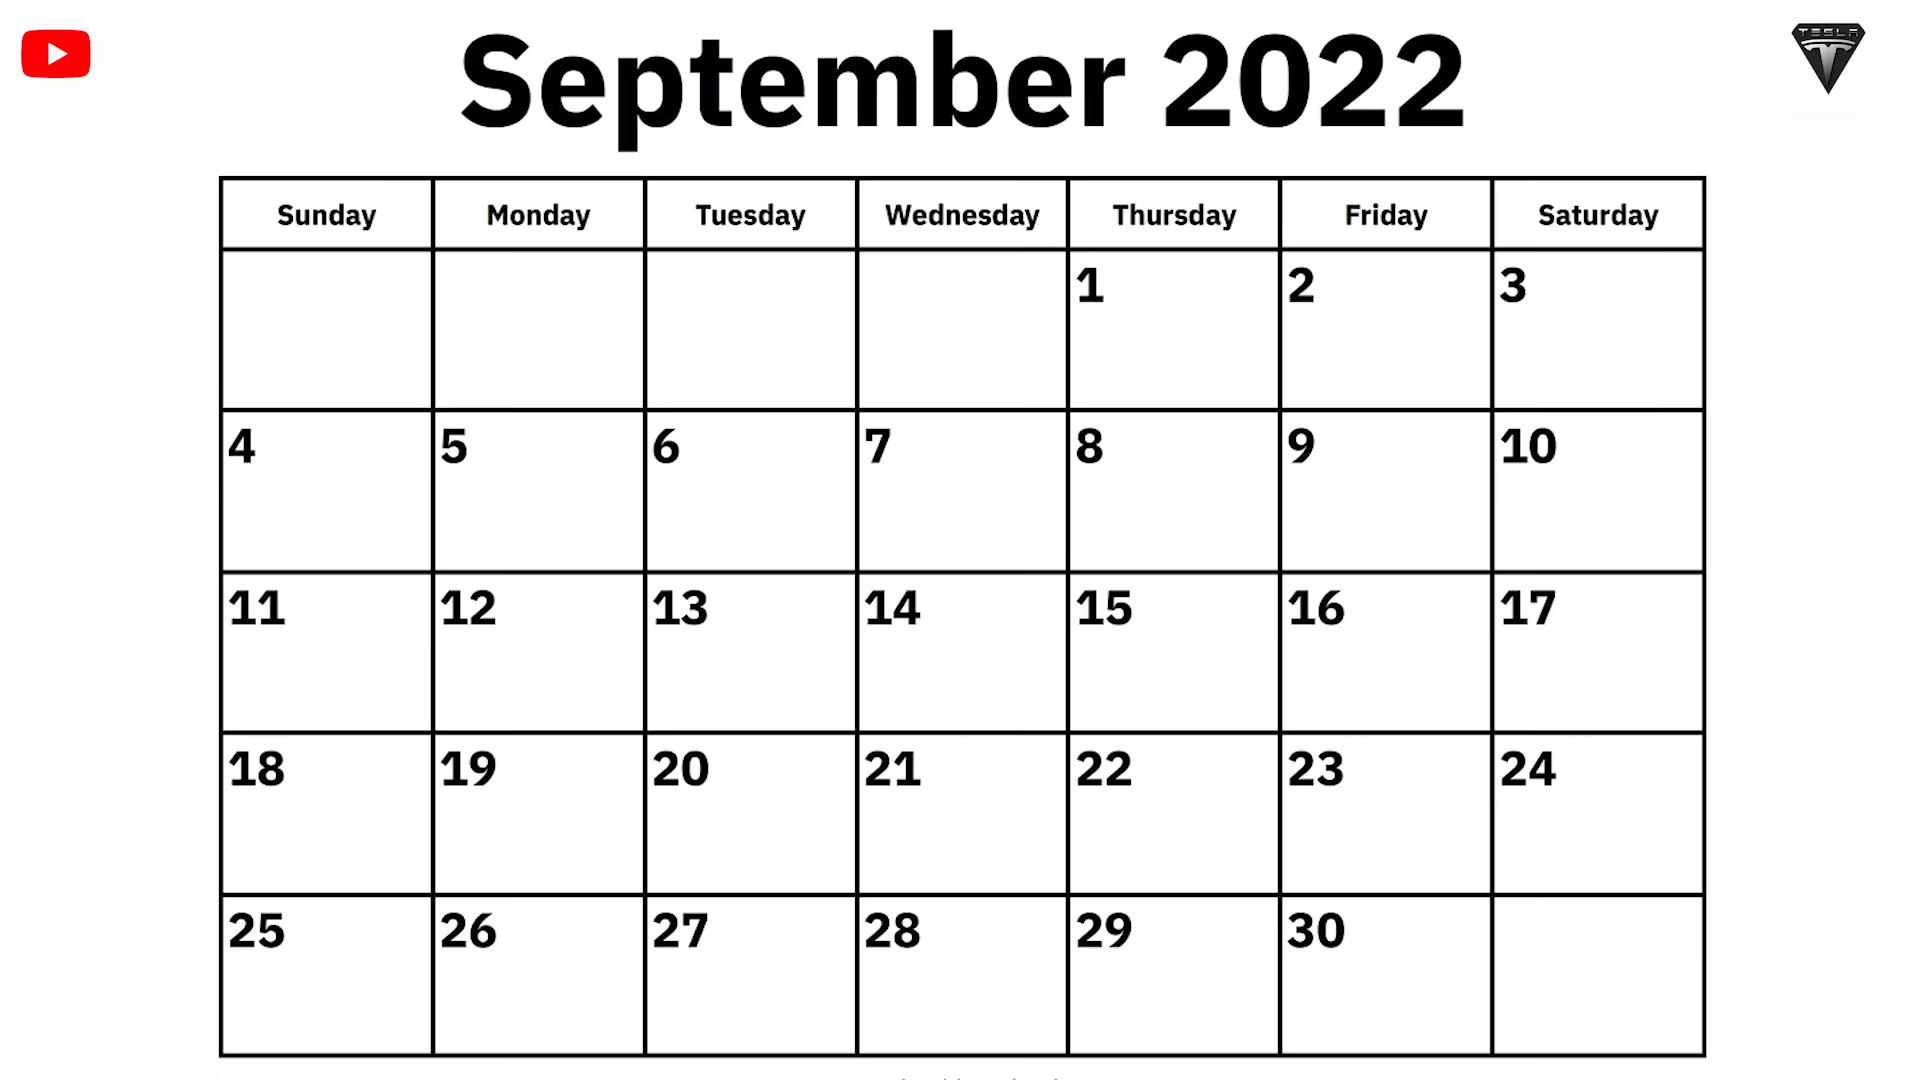 TESLA
September 2022
Sunday Monday Tuesday Wednesday Thursday Friday Saturday
1 2 3
4 5 6 7 8 9 10
11 12 13 14 15 16 17
18 19 20 21 22 23 24
25 26 27 28 29 30